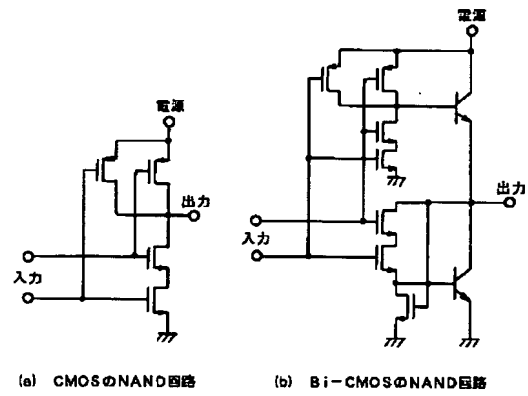 電源
電源
出力
出力
入力
入力
(a) CMOSのNAND回路
(b) Bi-CMOSのNAND回路